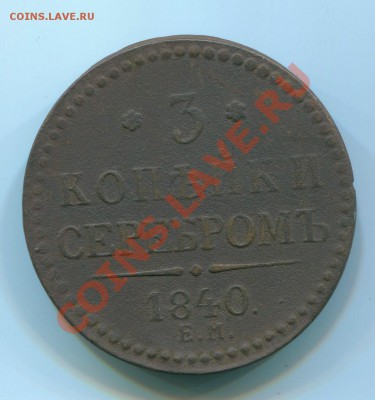 COINS.LAVE.RU
* 3 *
КОПѢЙКИ
СЕРЕБРОМЪ
1840.
Е.М.
COINS.LAVE.RU